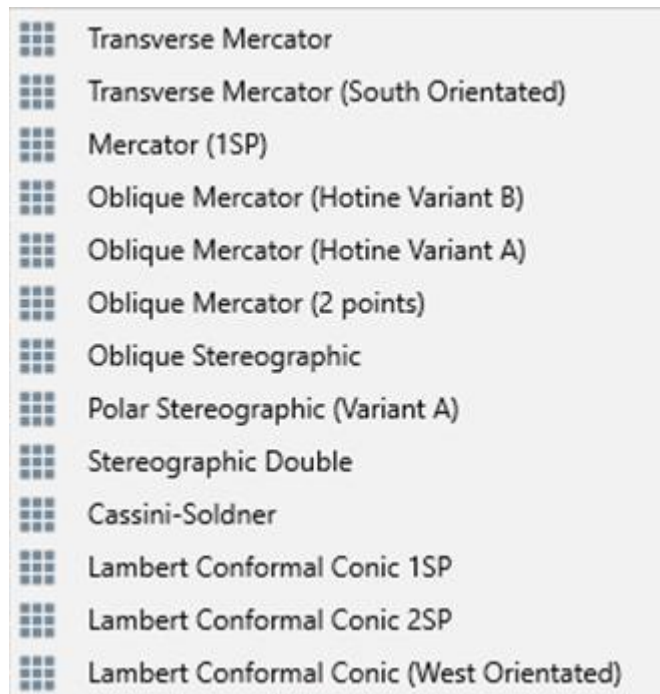 Transverse Mercator
Transverse Mercator (South Orientated)
Mercator (1SP)
Oblique Mercator (Hotine Variant B)
Oblique Mercator (Hotine Variant A)
Oblique Mercator (2 points)
Oblique Stereographic
Polar Stereographic (Variant A)
Stereographic Double
Cassini-Soldner
Lambert Conformal Conic 1SP
Lambert Conformal Conic 2SP
Lambert Conformal Conic (West Orientated)